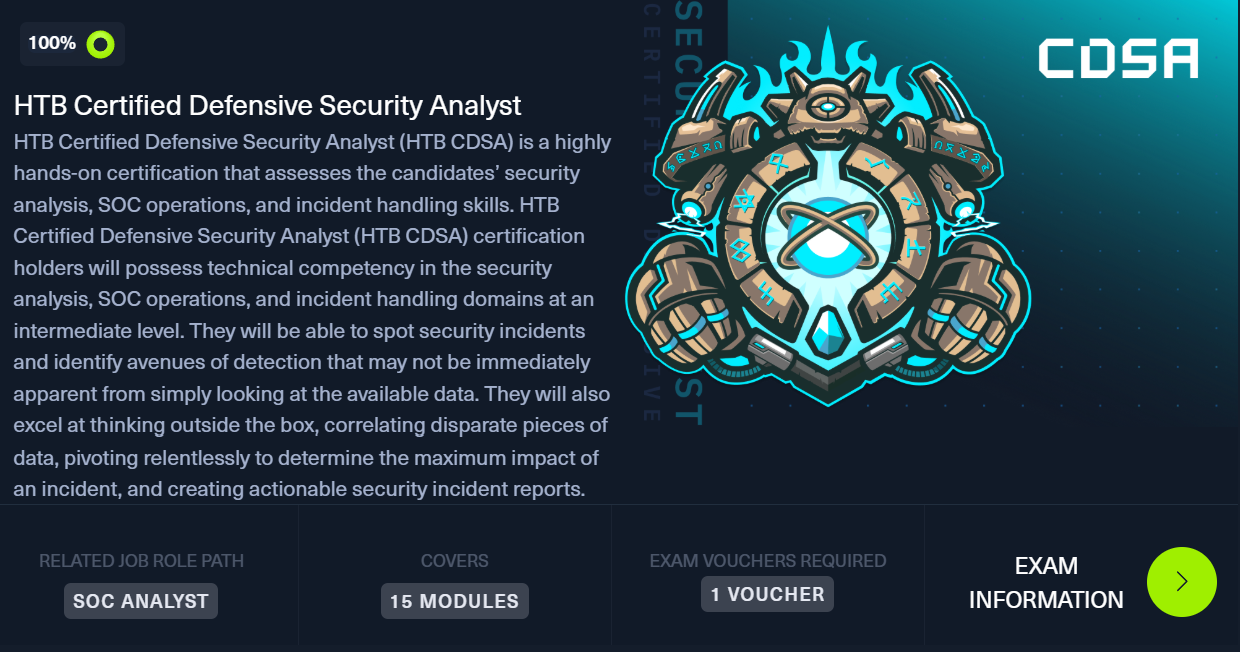 100%
CDSA
HTB Certified Defensive Security Analyst
HTB Certified Defensive Security Analyst (HTB CDSA) is a highly
hands-on certification that assesses the candidates’ security
analysis, SOC operations, and incident handling skills. HTB
Certified Defensive Security Analyst (HTB CDSA) certification
holders will possess technical competency in the security
analysis, SOC operations, and incident handling domains at an
intermediate level. They will be able to spot security incidents
and identify avenues of detection that may not be immediately
apparent from simply looking at the available data. They will also
excel at thinking outside the box, correlating disparate pieces of
data, pivoting relentlessly to determine the maximum impact of
an incident, and creating actionable security incident reports.
CERTIFIED
RELATED JOB ROLE PATH
SOC ANALYST
COVERS
15 MODULES
EXAM VOUCHERS REQUIRED
1 VOUCHER
EXAM
INFORMATION